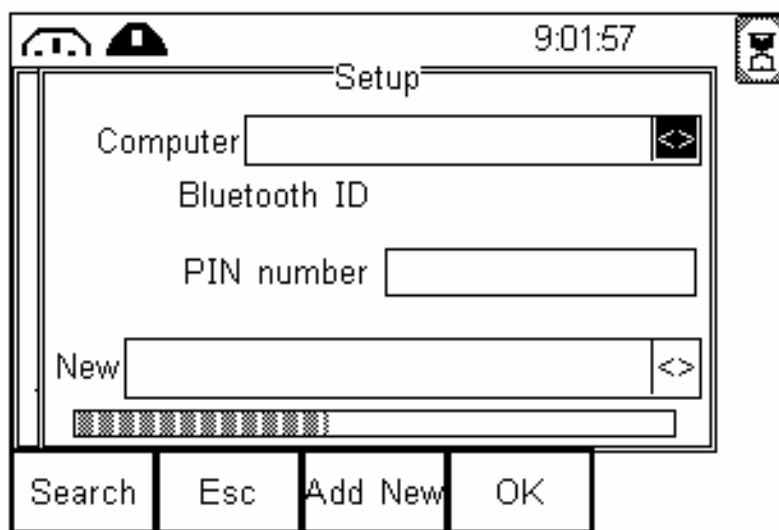 9:01:57
Setup
Computer <>
Bluetooth ID
PIN number
New <>
Search Esc Add New OK